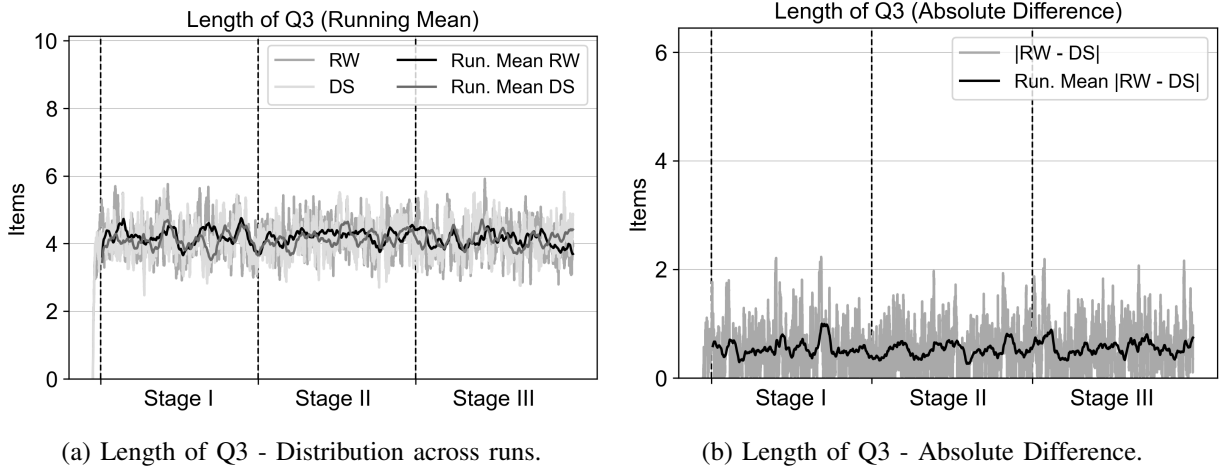 Length of Q3 (Running Mean)
10
8
6
4
2
0
Items
RW
DS
Run. Mean RW
Run. Mean DS
Stage I
Stage II
Stage III
(a) Length of Q3 - Distribution across runs.
Length of Q3 (Absolute Difference)
6
4
2
0
Items
|RW - DS|
Run. Mean |RW - DS|
Stage I
Stage II
Stage III
(b) Length of Q3 - Absolute Difference.